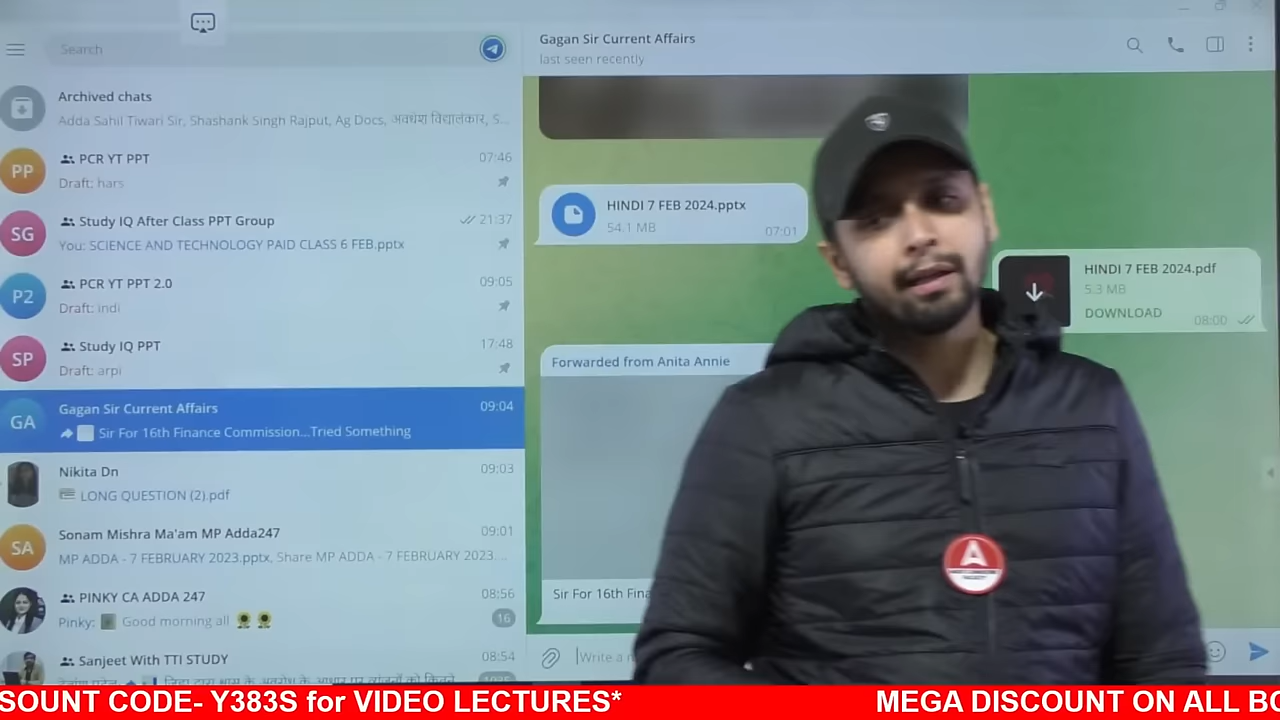 Search
Archived chats
Adda Sahil Tiwari Sir, Shashank Singh Rajput, Ag Docs, अवधेश विद्यालंकार, S...
PP
PCR YT PPT
07:46
Draft: hars
SG
Study IQ After Class PPT Group
21:37
You: SCIENCE AND TECHNOLOGY PAID CLASS 6 FEB.pptx
P2
PCR YT PPT 2.0
09:05
Draft: indi
SP
Study IQ PPT
17:48
Draft: arpi
GA
Gagan Sir Current Affairs
09:04
Sir For 16th Finance Commission...Tried Something
Nikita Dn
09:03
LONG QUESTION (2).pdf
SA
Sonam Mishra Ma'am MP Adda247
09:01
MP ADDA - 7 FEBRUARY 2023.pptx, Share MP ADDA - 7 FEBRUARY 2023...
PINKY CA ADDA 247
08:56
Pinky: Good morning all 🌻 🌻
16
Sanjeet With TTI STUDY
08:54
Gagan Sir Current Affairs
last seen recently
HINDI 7 FEB 2024.pptx
54.1 MB
07:01
HINDI 7 FEB 2024.pdf
5.3 MB
DOWNLOAD
08:00
Forwarded from Anita Annie
Sir For 16th Fina
Write a
A
SOUNT CODE- Y383S for VIDEO LECTURES*
MEGA DISCOUNT ON ALL BO